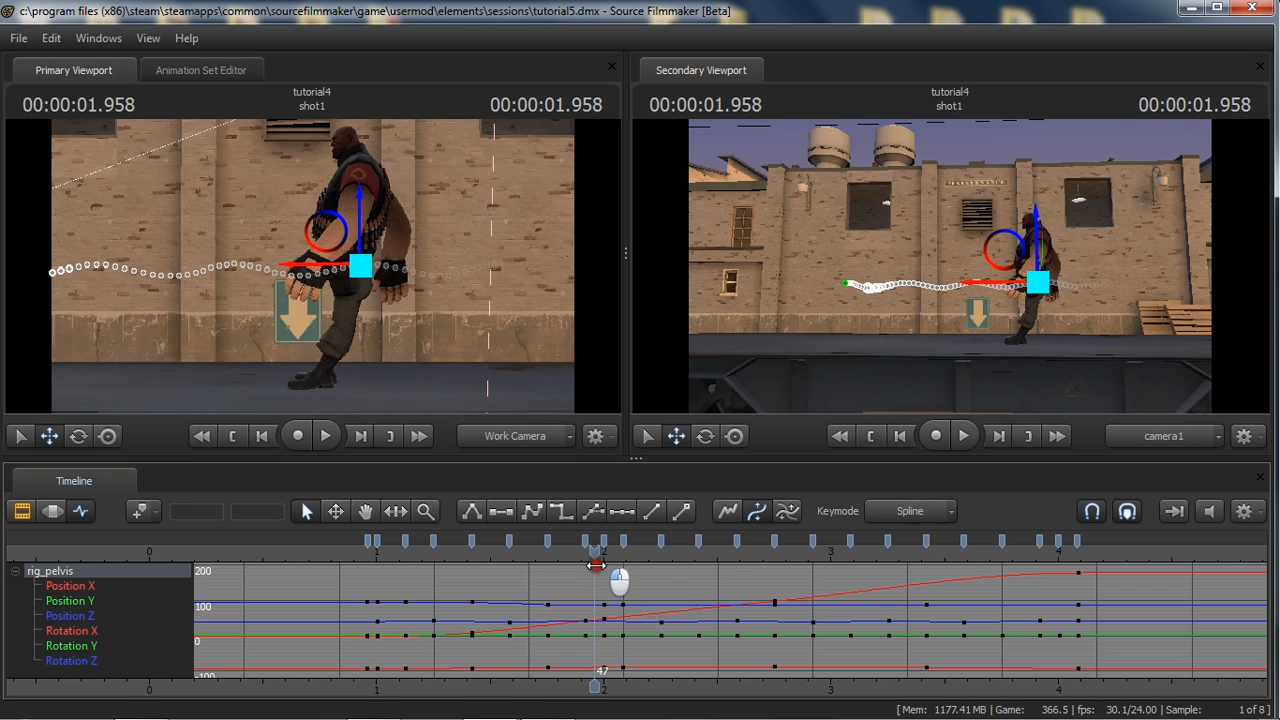 c:\program files (x86)\steam\steamapps\common\sourcefilmmaker\game\usermod\elements\sessions\tutorial5.dmx - Source Filmmaker [Beta]
File Edit Windows View Help
Primary Viewport Animation Set Editor
Secondary Viewport
00:00:01.958 tutorial4 shot1 00:00:01.958
00:00:01.958 tutorial4 shot1 00:00:01.958
MAINTENANCE
Work Camera
camera1
Timeline
Keymode Spline
0 1 2 3 4
rig_pelvis
Position X
Position Y
Position Z
Rotation X
Rotation Y
Rotation Z
200
100
0
-100
47
0 1 2 3 4
[ Mem: 1177.41 MB | Game: 366.5 | fps: 30.1/24.00 | Sample: 1 of 8 ]